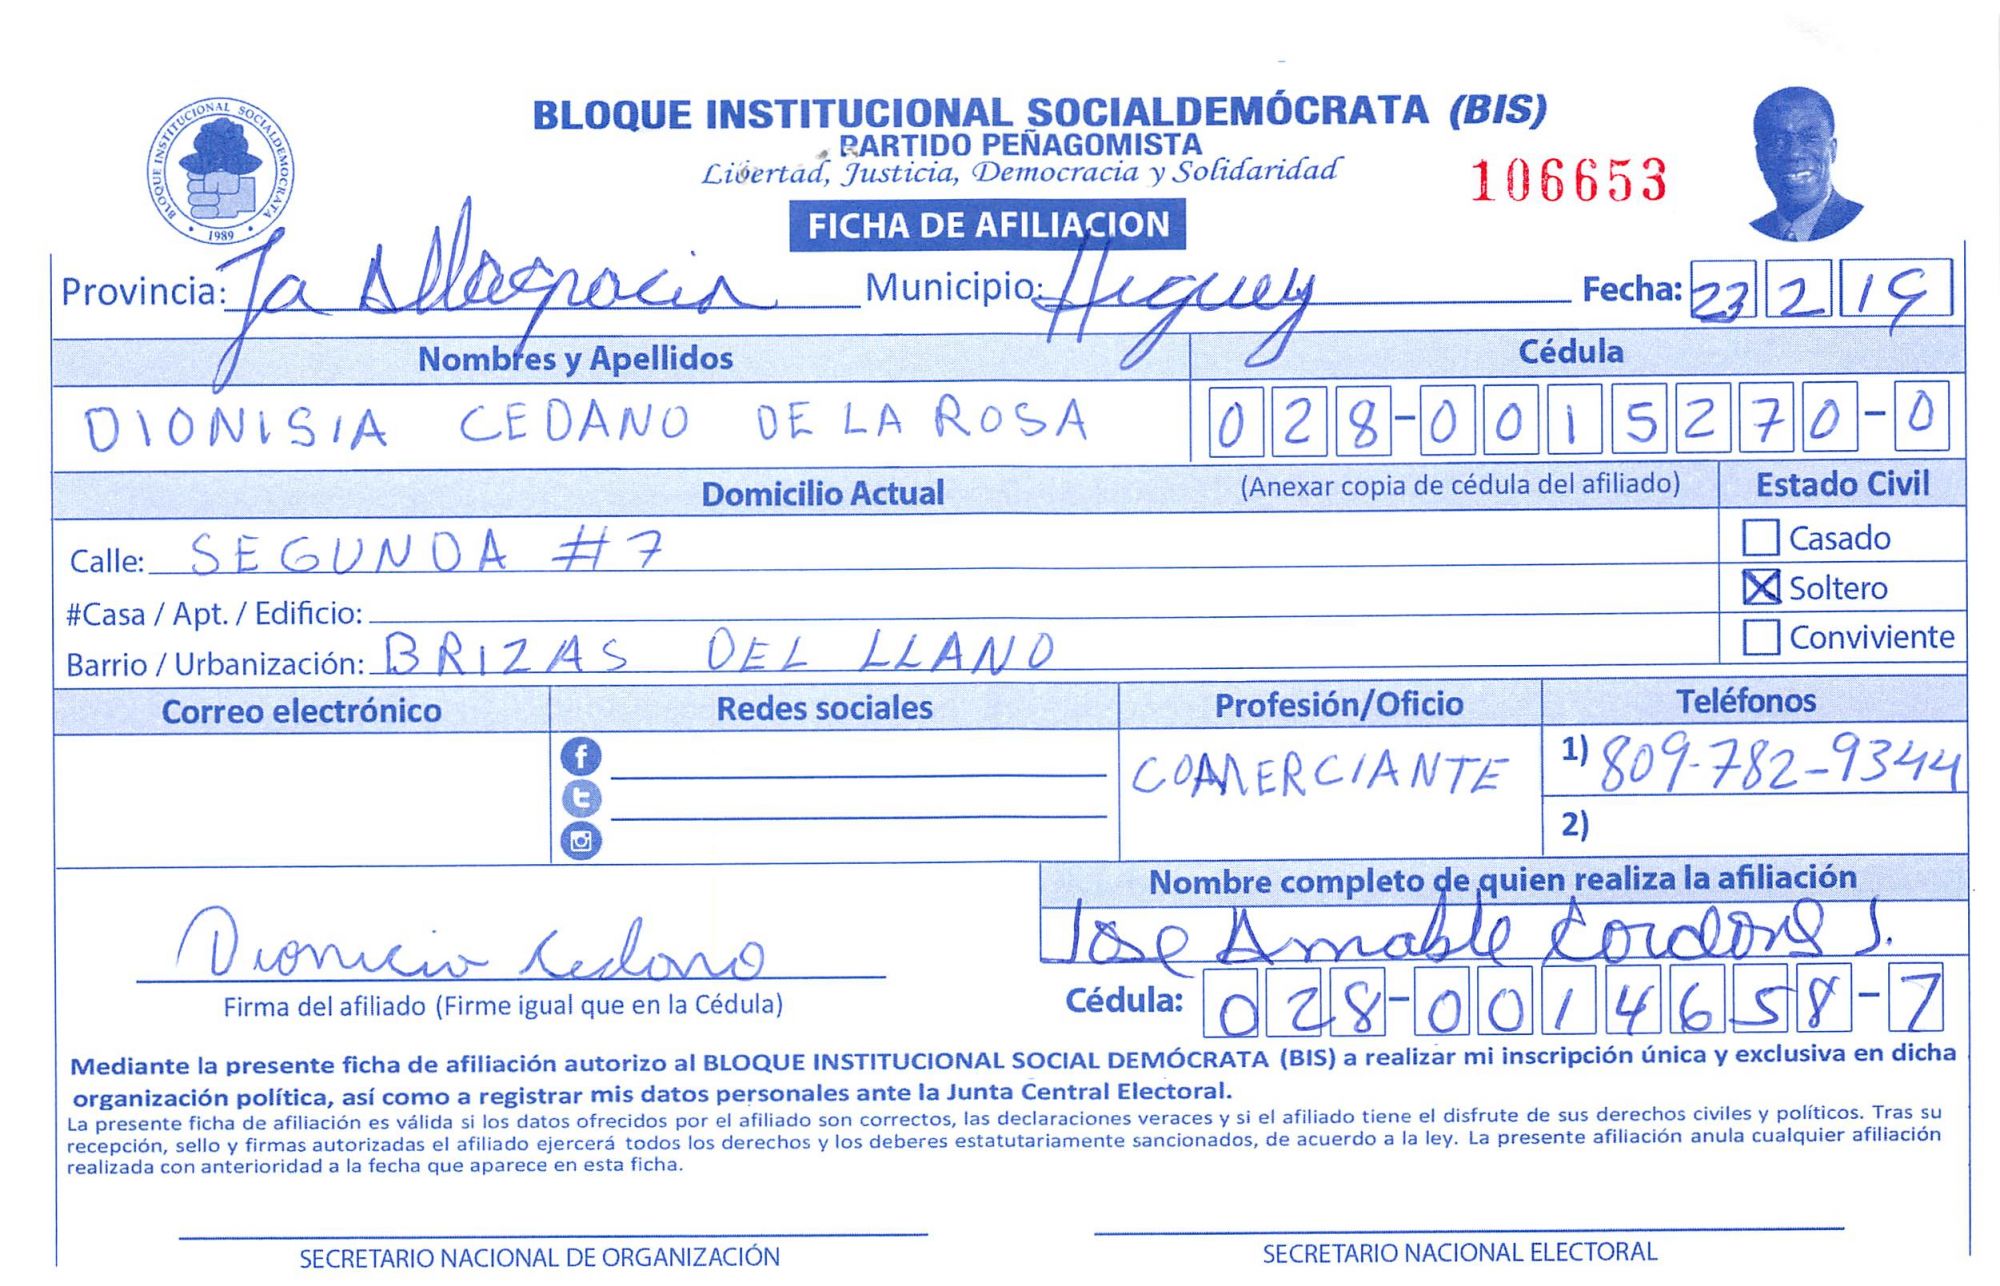 BLOQUE INSTITUCIONAL SOCIALDEMOCRATA
1989
BLOQUE INSTITUCIONAL SOCIALDEMÓCRATA (BIS)
PARTIDO PEÑAGOMISTA
Libertad, Justicia, Democracia y Solidaridad
106653
FICHA DE AFILIACION
Provincia: La Altagracia Municipio: Higuey Fecha: 23 2 19
Nombres y Apellidos Cédula
DIONISIA CEDANO DE LA ROSA 028-0015270-0
Domicilio Actual (Anexar copia de cédula del afiliado) Estado Civil
Calle: SEGUNDA #7 Casado
#Casa / Apt. / Edificio: Soltero
Barrio / Urbanización: BRIZAS DEL LLANO Conviviente
Correo electrónico Redes sociales Profesión/Oficio Teléfonos
COMERCIANTE 1) 809-782-9344
2)
Nombre completo de quien realiza la afiliación
Dionicia Cedano Jose Amable Cordones J.
Firma del afiliado (Firme igual que en la Cédula) Cédula: 028-0014658-7
Mediante la presente ficha de afiliación autorizo al BLOQUE INSTITUCIONAL SOCIAL DEMÓCRATA (BIS) a realizar mi inscripción única y exclusiva en dicha
organización política, así como a registrar mis datos personales ante la Junta Central Electoral.
La presente ficha de afiliación es válida si los datos ofrecidos por el afiliado son correctos, las declaraciones veraces y si el afiliado tiene el disfrute de sus derechos civiles y políticos. Tras su
recepción, sello y firmas autorizadas el afiliado ejercerá todos los derechos y los deberes estatutariamente sancionados, de acuerdo a la ley. La presente afiliación anula cualquier afiliación
realizada con anterioridad a la fecha que aparece en esta ficha.
SECRETARIO NACIONAL DE ORGANIZACIÓN SECRETARIO NACIONAL ELECTORAL